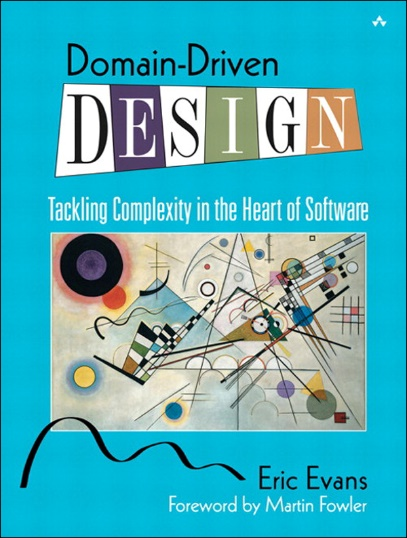 Domain-Driven
DESIGN
Tackling Complexity in the Heart of Software
Eric Evans
Foreword by Martin Fowler